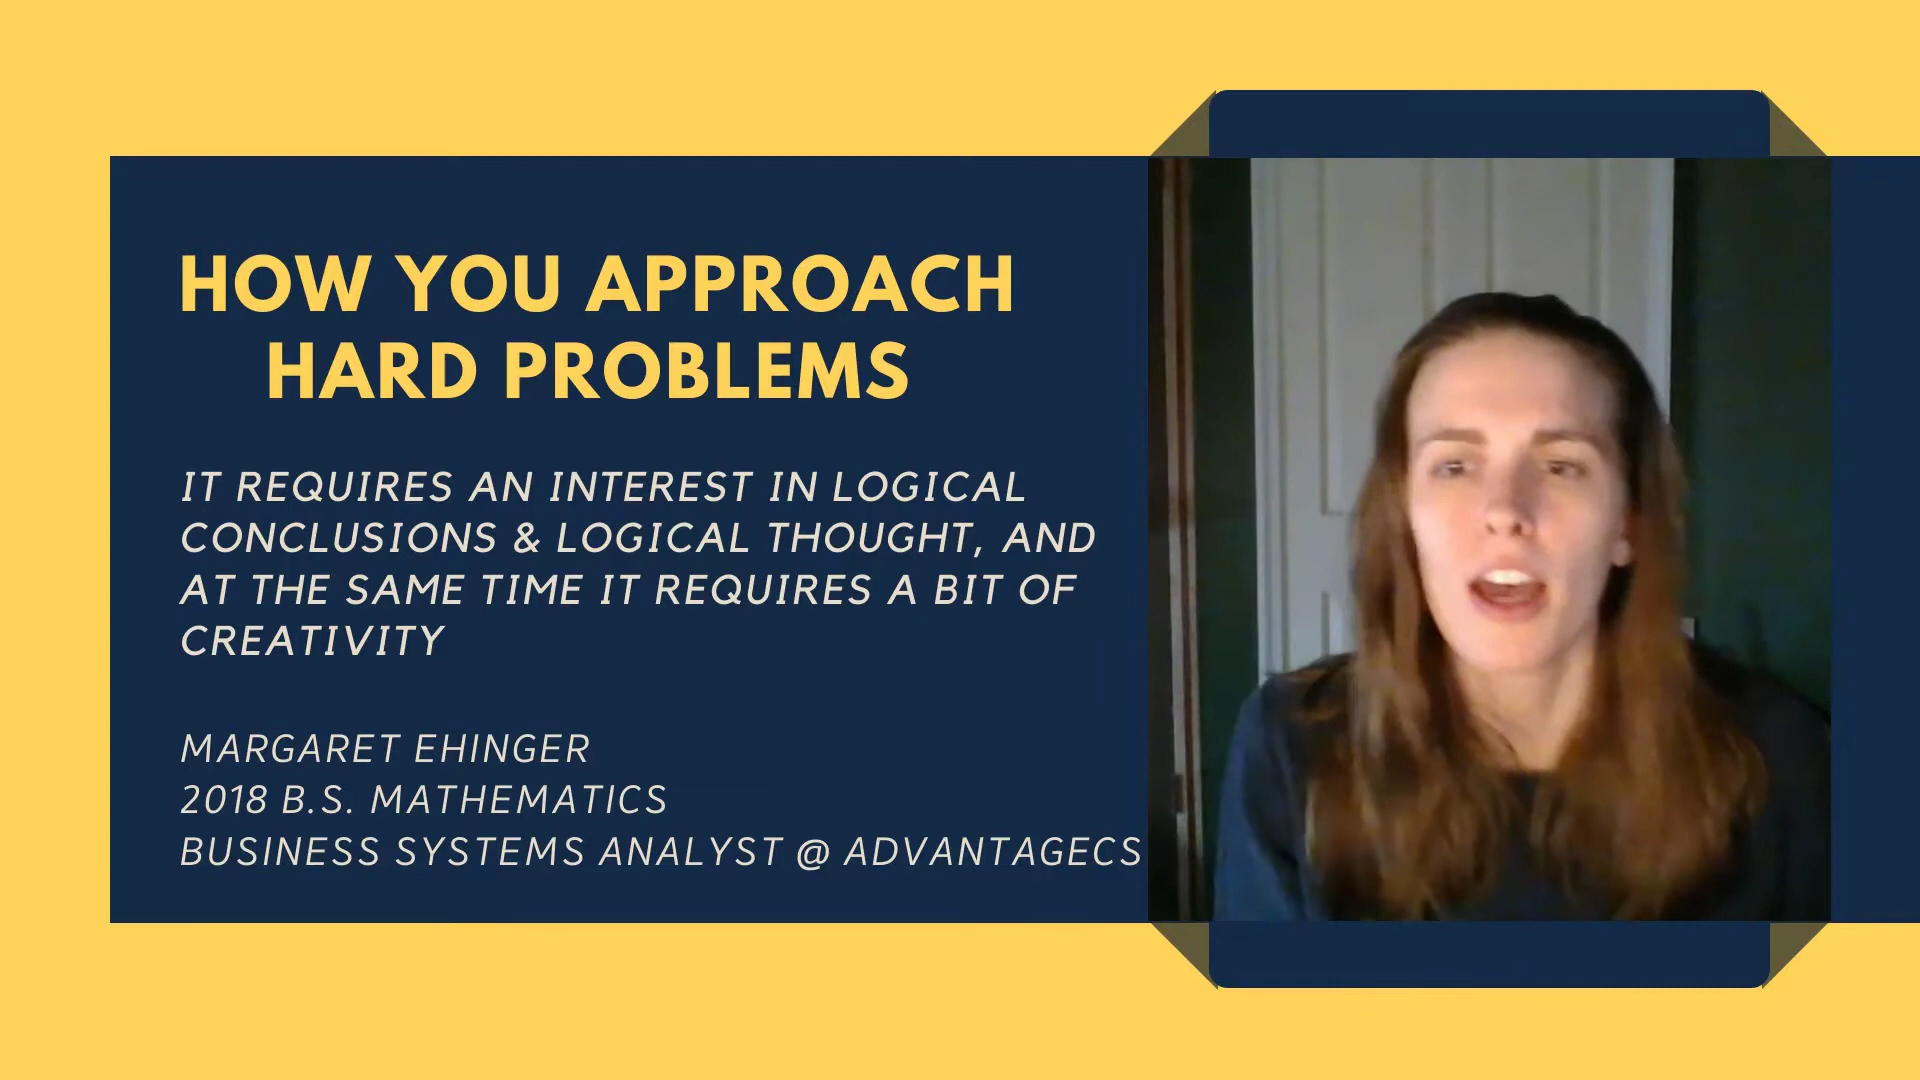 HOW YOU APPROACH
HARD PROBLEMS
IT REQUIRES AN INTEREST IN LOGICAL
CONCLUSIONS & LOGICAL THOUGHT, AND
AT THE SAME TIME IT REQUIRES A BIT OF
CREATIVITY
MARGARET EHINGER
2018 B.S. MATHEMATICS
BUSINESS SYSTEMS ANALYST @ ADVANTAGECS